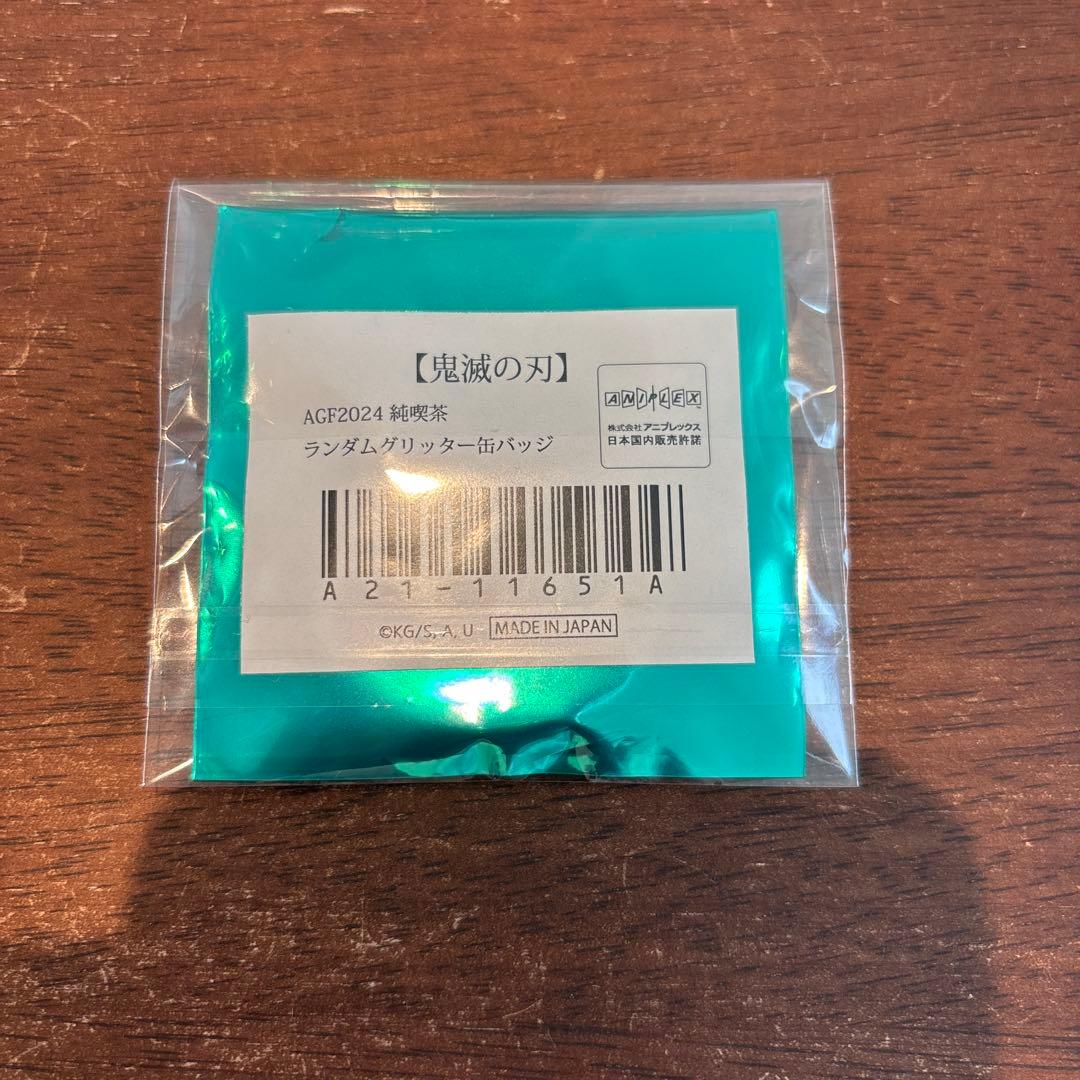 【鬼滅の刃】
AGF2024 純喫茶
ランダムグリッター缶バッジ
ANIPLEX™
株式会社アニプレックス
日本国内販売許諾
A21-11651A
©KG/S, A, U MADE IN JAPAN